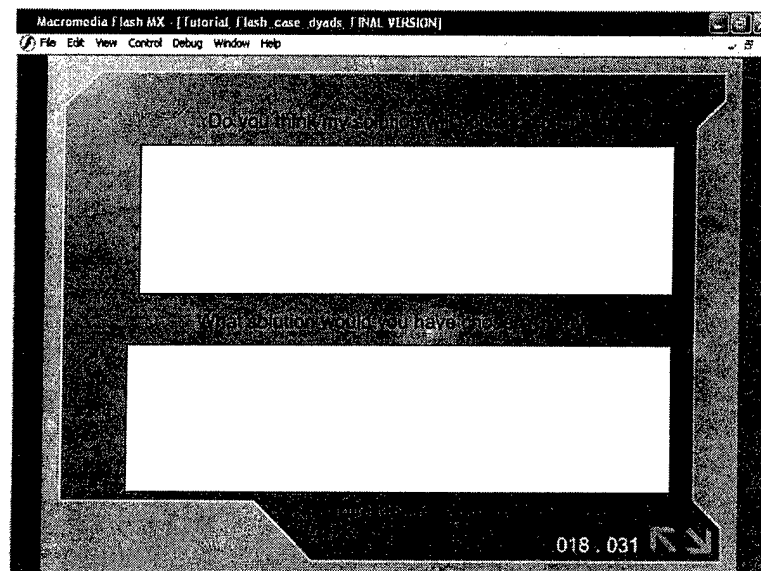 Macromedia Flash MX - [Tutorial_Flash_case_dyads_FINAL VERSION]
File Edit View Control Debug Window Help
Do you think my solution
What solution would you have
018 . 031